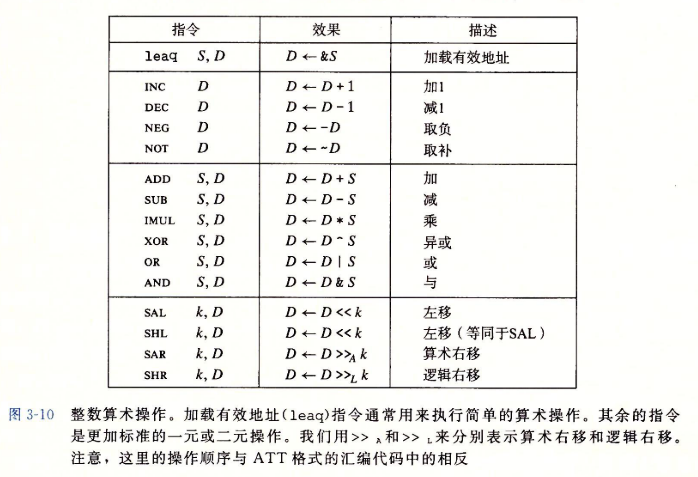 指令 效果 描述
leaq S, D D ← &S 加载有效地址
INC D D ← D+1 加1
DEC D D ← D-1 减1
NEG D D ← -D 取负
NOT D D ← ~D 取补
ADD S, D D ← D+S 加
SUB S, D D ← D-S 减
IMUL S, D D ← D*S 乘
XOR S, D D ← D^S 异或
OR S, D D ← D|S 或
AND S, D D ← D&S 与
SAL k, D D ← D<<k 左移
SHL k, D D ← D<<k 左移（等同于SAL）
SAR k, D D ← D>>A k 算术右移
SHR k, D D ← D>>L k 逻辑右移
图 3-10 整数算术操作。加载有效地址(leaq)指令通常用来执行简单的算术操作。其余的指令
是更加标准的一元或二元操作。我们用>>A和>>L来分别表示算术右移和逻辑右移。
注意，这里的操作顺序与 ATT 格式的汇编代码中的相反